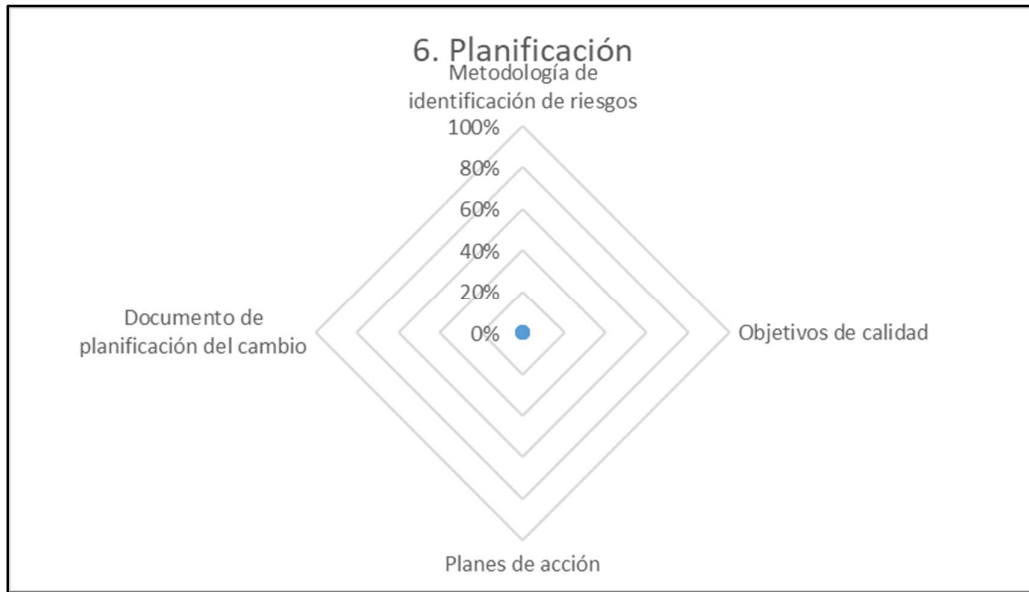 6. Planificación
Metodología de
identificación de riesgos
100%
80%
60%
40%
20%
0%
Documento de
planificación del cambio
Objetivos de calidad
Planes de acción